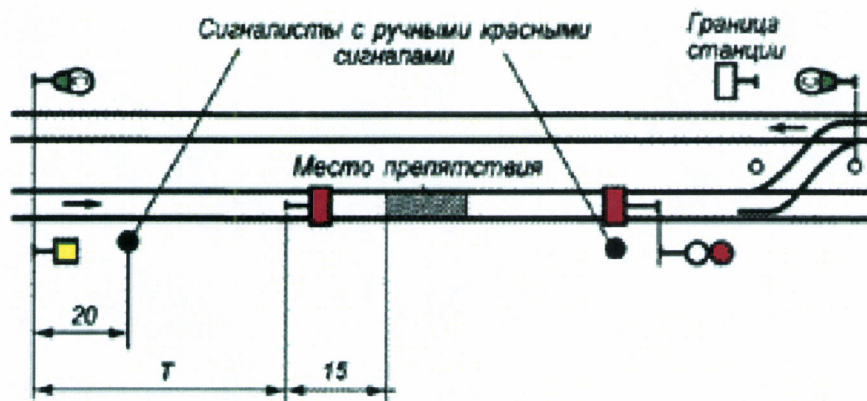 Сигналисты с ручными красными
сигналами
Граница
станции
Место препятствия
20
Т
15